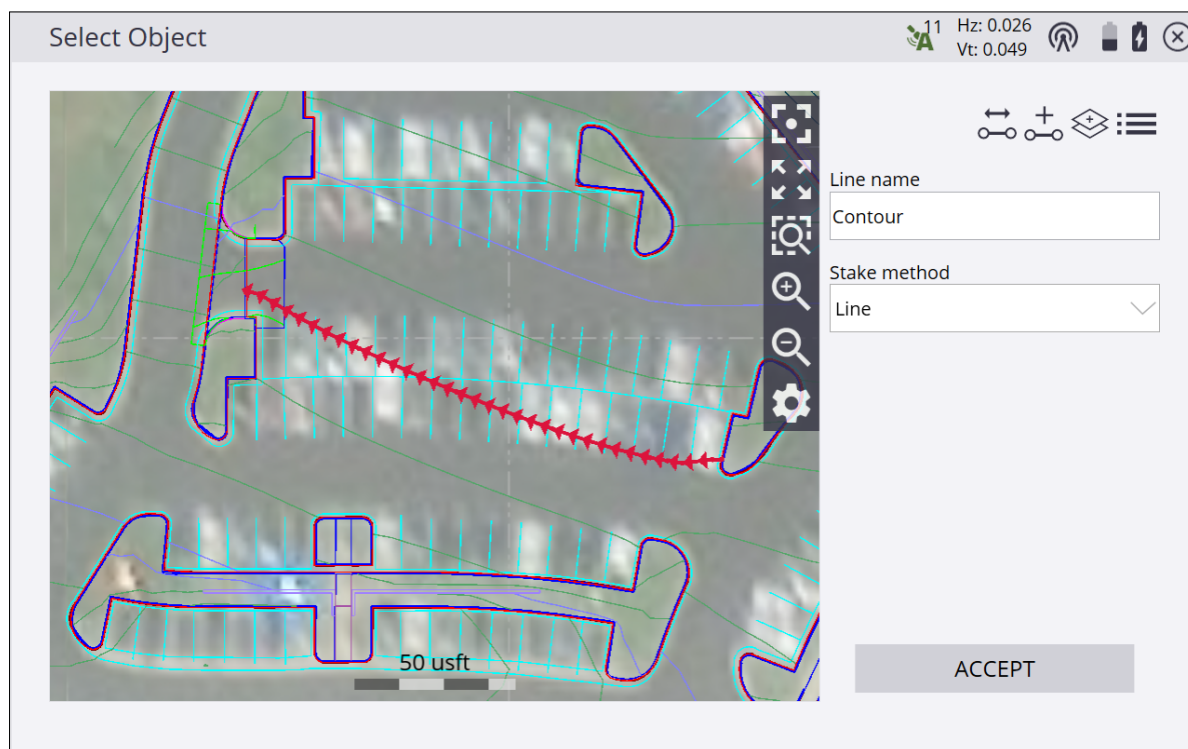 Select Object
11
Hz: 0.026
Vt: 0.049
A
Line name
Contour
Stake method
Line
50 usft
ACCEPT